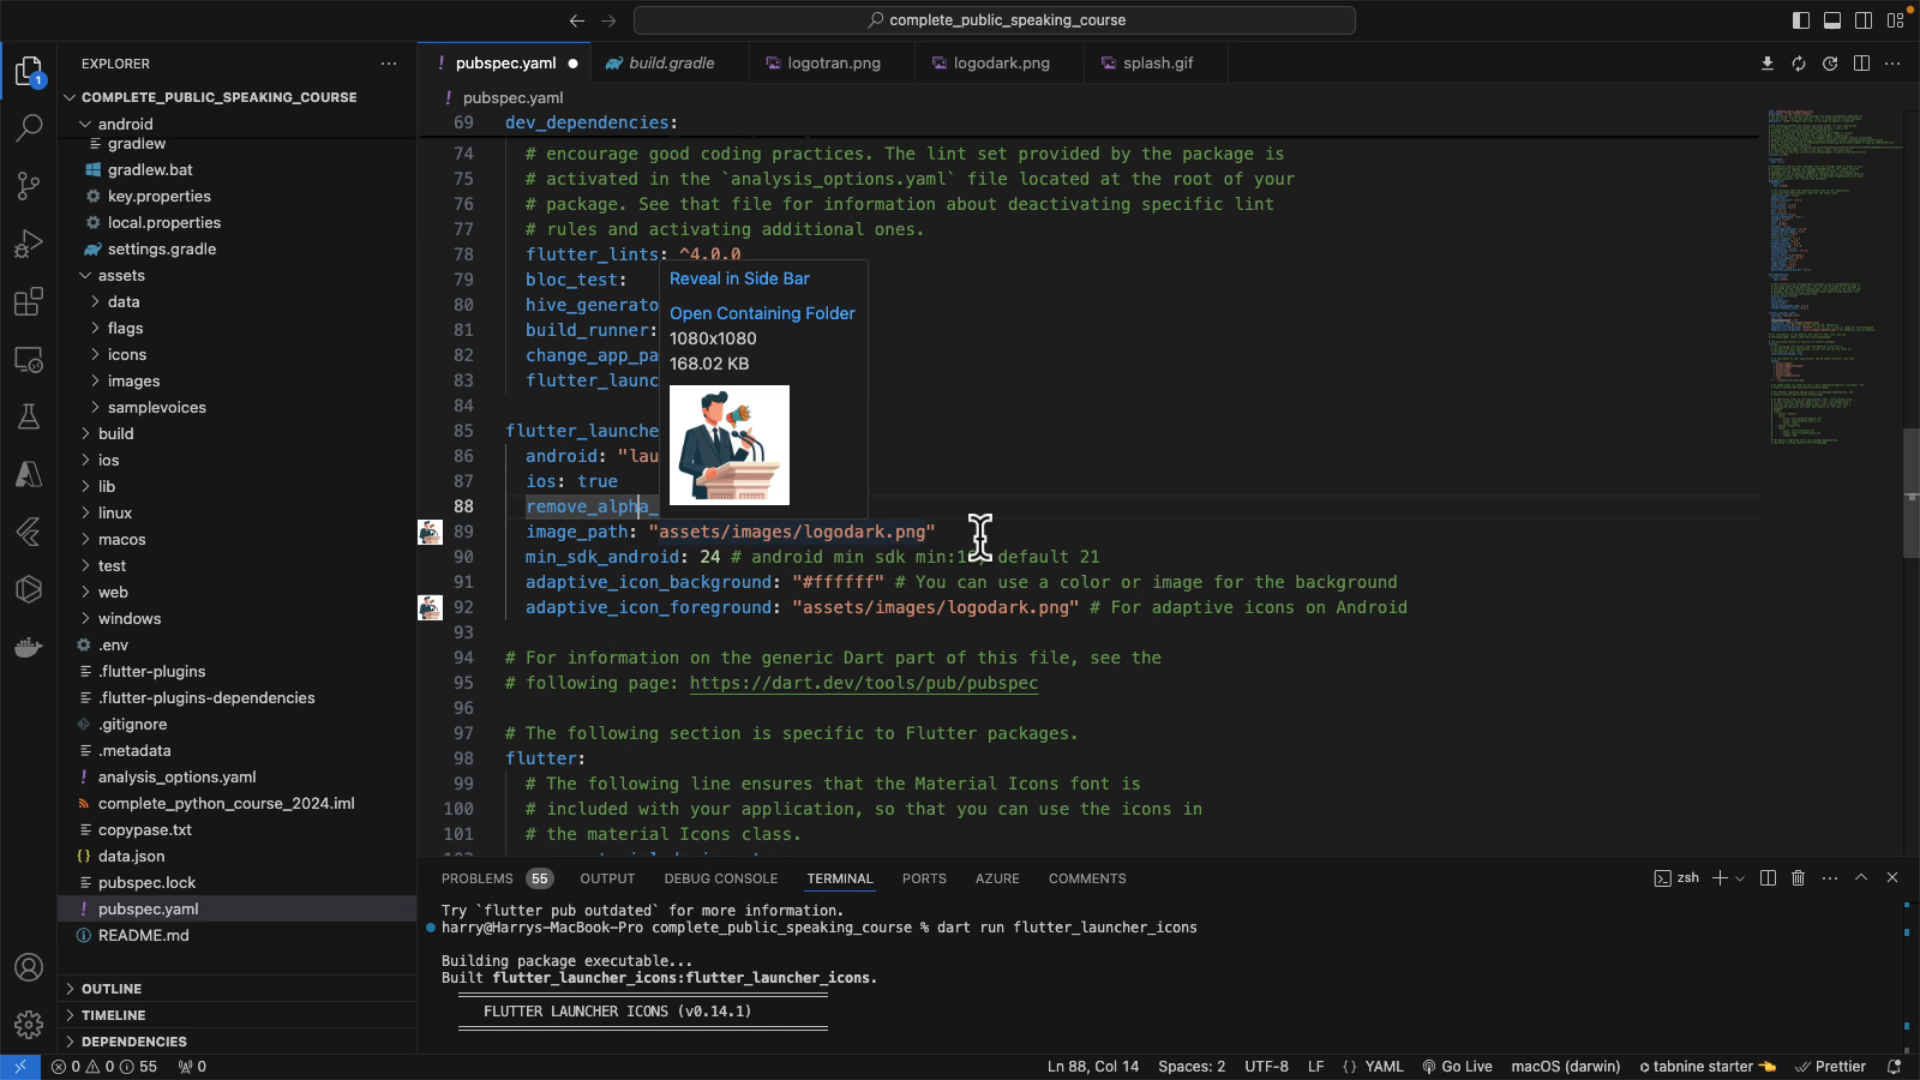 complete_public_speaking_course
EXPLORER
COMPLETE_PUBLIC_SPEAKING_COURSE
android
gradlew
gradlew.bat
key.properties
local.properties
settings.gradle
assets
data
flags
icons
images
samplevoices
build
ios
lib
linux
macos
test
web
windows
.env
.flutter-plugins
.flutter-plugins-dependencies
.gitignore
.metadata
analysis_options.yaml
complete_python_course_2024.iml
copypase.txt
data.json
pubspec.lock
pubspec.yaml
README.md
OUTLINE
TIMELINE
DEPENDENCIES
1
pubspec.yaml
build.gradle
logotran.png
logodark.png
splash.gif
pubspec.yaml
69 dev_dependencies:
74 # encourage good coding practices. The lint set provided by the package is
75 # activated in the `analysis_options.yaml` file located at the root of your
76 # package. See that file for information about deactivating specific lint
77 # rules and activating additional ones.
78 flutter_lints: ^4.0.0
79 bloc_test:
80 hive_generato
81 build_runner:
82 change_app_pa
83 flutter_launc
84
85 flutter_launche
86 android: "lau
87 ios: true
88 remove_alpha_
89 image_path: "assets/images/logodark.png"
90 min_sdk_android: 24 # android min sdk min:1 default 21
91 adaptive_icon_background: "#ffffff" # You can use a color or image for the background
92 adaptive_icon_foreground: "assets/images/logodark.png" # For adaptive icons on Android
93
94 # For information on the generic Dart part of this file, see the
95 # following page: https://dart.dev/tools/pub/pubspec
96
97 # The following section is specific to Flutter packages.
98 flutter:
99 # The following line ensures that the Material Icons font is
100 # included with your application, so that you can use the icons in
101 # the material Icons class.
Reveal in Side Bar
Open Containing Folder
1080x1080
168.02 KB
PROBLEMS 55 OUTPUT DEBUG CONSOLE TERMINAL PORTS AZURE COMMENTS
zsh
Try `flutter pub outdated` for more information.
harry@Harrys-MacBook-Pro complete_public_speaking_course % dart run flutter_launcher_icons
Building package executable...
Built flutter_launcher_icons:flutter_launcher_icons.
FLUTTER LAUNCHER ICONS (v0.14.1)
0 0 55 0
Ln 88, Col 14 Spaces: 2 UTF-8 LF {} YAML Go Live macOS (darwin) tabnine starter Prettier